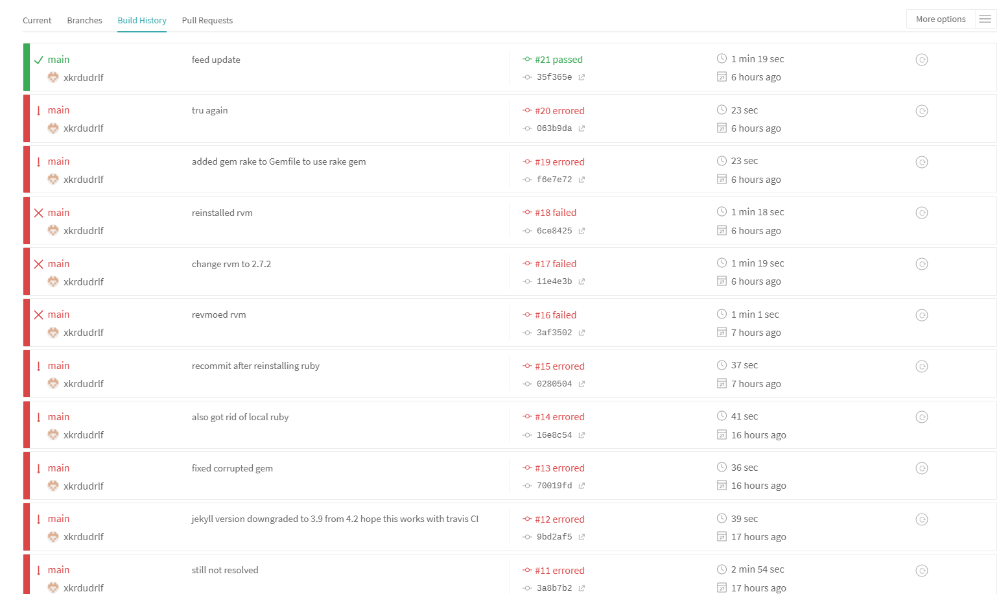 Current Branches Build History Pull Requests More options
main feed update #21 passed 1 min 19 sec
xkrdudrlf 35f365e 6 hours ago
main tru again #20 errored 23 sec
xkrdudrlf 063b9da 6 hours ago
main added gem rake to Gemfile to use rake gem #19 errored 23 sec
xkrdudrlf f6e7e72 6 hours ago
main reinstalled rvm #18 failed 1 min 18 sec
xkrdudrlf 6ce8425 6 hours ago
main change rvm to 2.7.2 #17 failed 1 min 19 sec
xkrdudrlf 11e4e3b 6 hours ago
main revmoed rvm #16 failed 1 min 1 sec
xkrdudrlf 3af3502 7 hours ago
main recommit after reinstalling ruby #15 errored 37 sec
xkrdudrlf 0280504 7 hours ago
main also got rid of local ruby #14 errored 41 sec
xkrdudrlf 16e8c54 16 hours ago
main fixed corrupted gem #13 errored 36 sec
xkrdudrlf 70019fd 16 hours ago
main jekyll version downgraded to 3.9 from 4.2 hope this works with travis CI #12 errored 39 sec
xkrdudrlf 9bd2af5 17 hours ago
main still not resolved #11 errored 2 min 54 sec
xkrdudrlf 3a8b7b2 17 hours ago